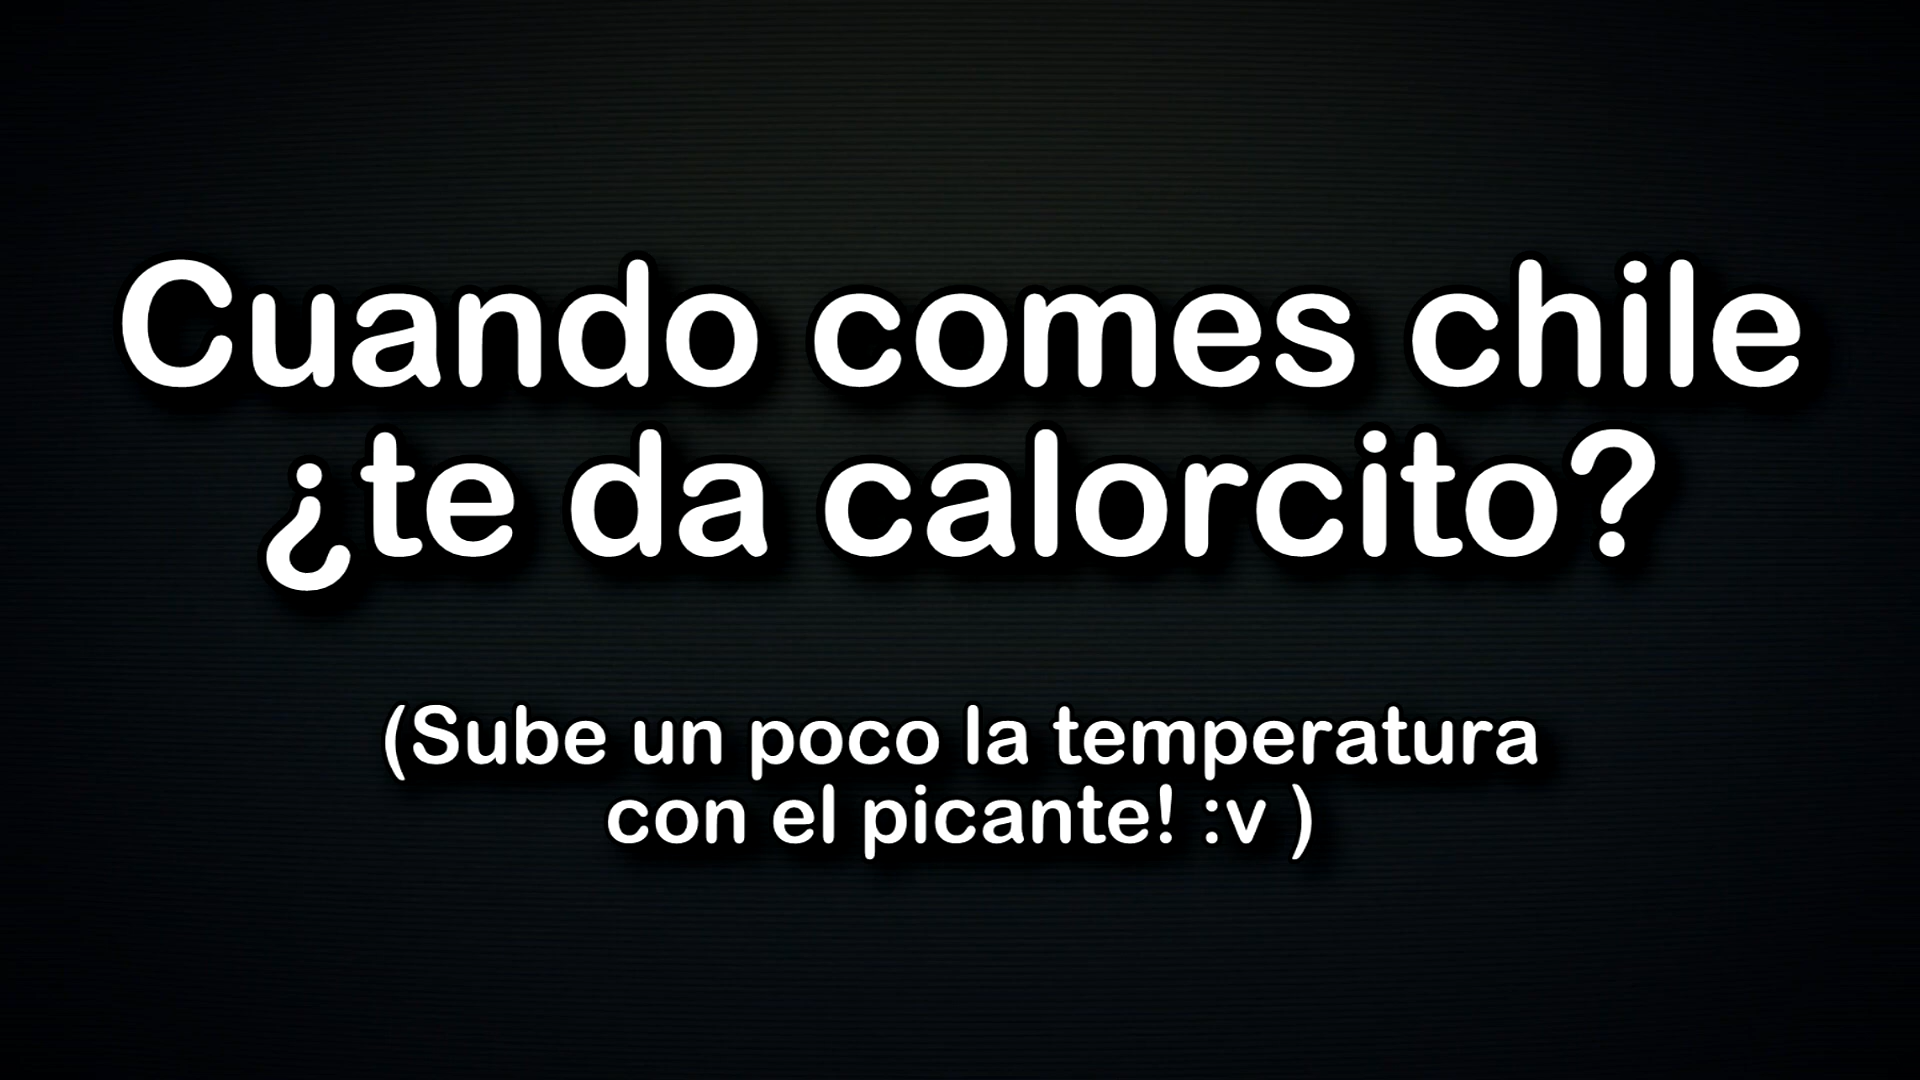 Cuando comes chile
¿te da calorcito?
(Sube un poco la temperatura
con el picante! :v )